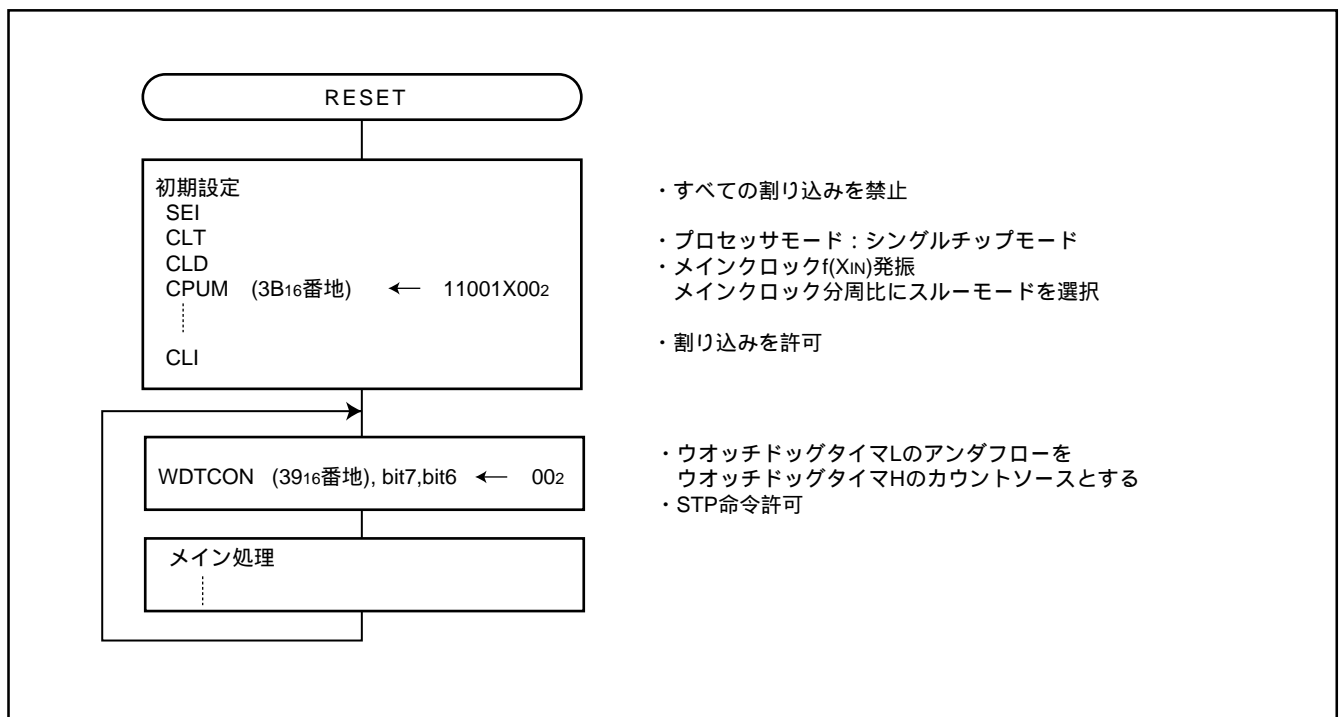 RESET
初期設定
SEI
CLT
CLD
CPUM (3B16番地) ← 11001X002
CLI
・すべての割り込みを禁止
・プロセッサモード：シングルチップモード
・メインクロックf(XIN)発振
メインクロック分周比にスルーモードを選択
・割り込みを許可
WDTCON (3916番地), bit7,bit6 ← 002
・ウオッチドッグタイマLのアンダフローを
ウオッチドッグタイマHのカウントソースとする
・STP命令許可
メイン処理